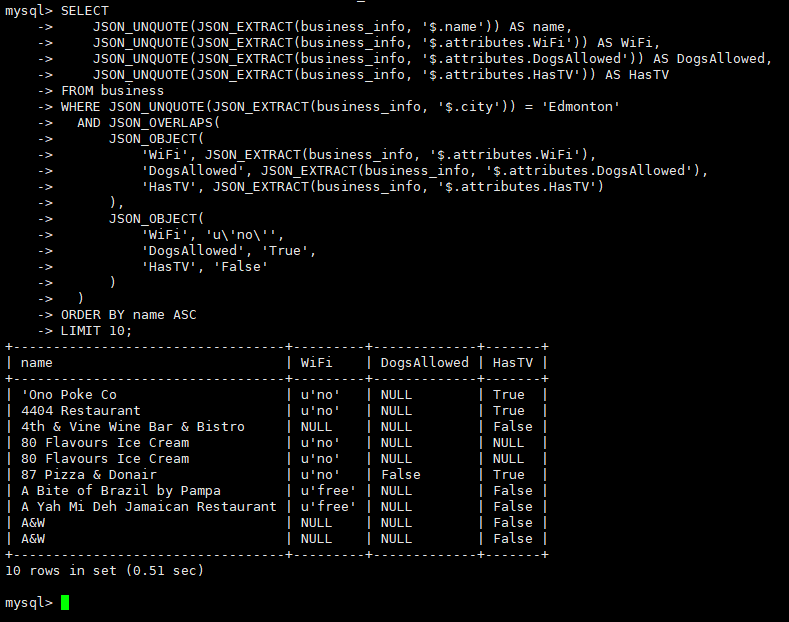 mysql> SELECT
    ->     JSON_UNQUOTE(JSON_EXTRACT(business_info, '$.name')) AS name,
    ->     JSON_UNQUOTE(JSON_EXTRACT(business_info, '$.attributes.WiFi')) AS WiFi,
    ->     JSON_UNQUOTE(JSON_EXTRACT(business_info, '$.attributes.DogsAllowed')) AS DogsAllowed,
    ->     JSON_UNQUOTE(JSON_EXTRACT(business_info, '$.attributes.HasTV')) AS HasTV
    -> FROM business
    -> WHERE JSON_UNQUOTE(JSON_EXTRACT(business_info, '$.city')) = 'Edmonton'
    ->   AND JSON_OVERLAPS(
    ->       JSON_OBJECT(
    ->           'WiFi', JSON_EXTRACT(business_info, '$.attributes.WiFi'),
    ->           'DogsAllowed', JSON_EXTRACT(business_info, '$.attributes.DogsAllowed'),
    ->           'HasTV', JSON_EXTRACT(business_info, '$.attributes.HasTV')
    ->       ),
    ->       JSON_OBJECT(
    ->           'WiFi', 'u\'no\'',
    ->           'DogsAllowed', 'True',
    ->           'HasTV', 'False'
    ->       )
    ->   )
    -> ORDER BY name ASC
    -> LIMIT 10;
+--------------------------------+---------+-------------+-------+
| name                           | WiFi    | DogsAllowed | HasTV |
+--------------------------------+---------+-------------+-------+
| 'Ono Poke Co                   | u'no'   | NULL        | True  |
| 4404 Restaurant                | u'no'   | NULL        | True  |
| 4th & Vine Wine Bar & Bistro   | NULL    | NULL        | False |
| 80 Flavours Ice Cream          | u'no'   | NULL        | NULL  |
| 80 Flavours Ice Cream          | u'no'   | NULL        | NULL  |
| 87 Pizza & Donair              | u'no'   | False       | True  |
| A Bite of Brazil by Pampa      | u'free' | NULL        | False |
| A Yah Mi Deh Jamaican Restaurant | u'free' | NULL        | False |
| A&W                            | NULL    | NULL        | False |
| A&W                            | NULL    | NULL        | False |
+--------------------------------+---------+-------------+-------+
10 rows in set (0.51 sec)
mysql>